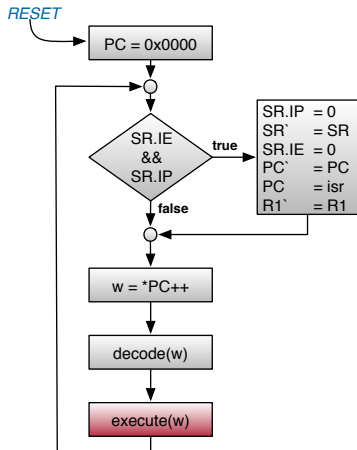 RESET
PC = 0x0000
SR.IE
&&
SR.IP
true
false
SR.IP = 0
SR` = SR
SR.IE = 0
PC` = PC
PC = isr
R1` = R1
w = *PC++
decode(w)
execute(w)